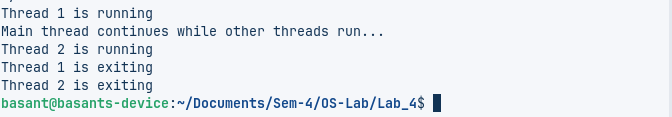 Thread 1 is running
Main thread continues while other threads run...
Thread 2 is running
Thread 1 is exiting
Thread 2 is exiting
basant@basants-device:~/Documents/Sem-4/OS-Lab/Lab_4$